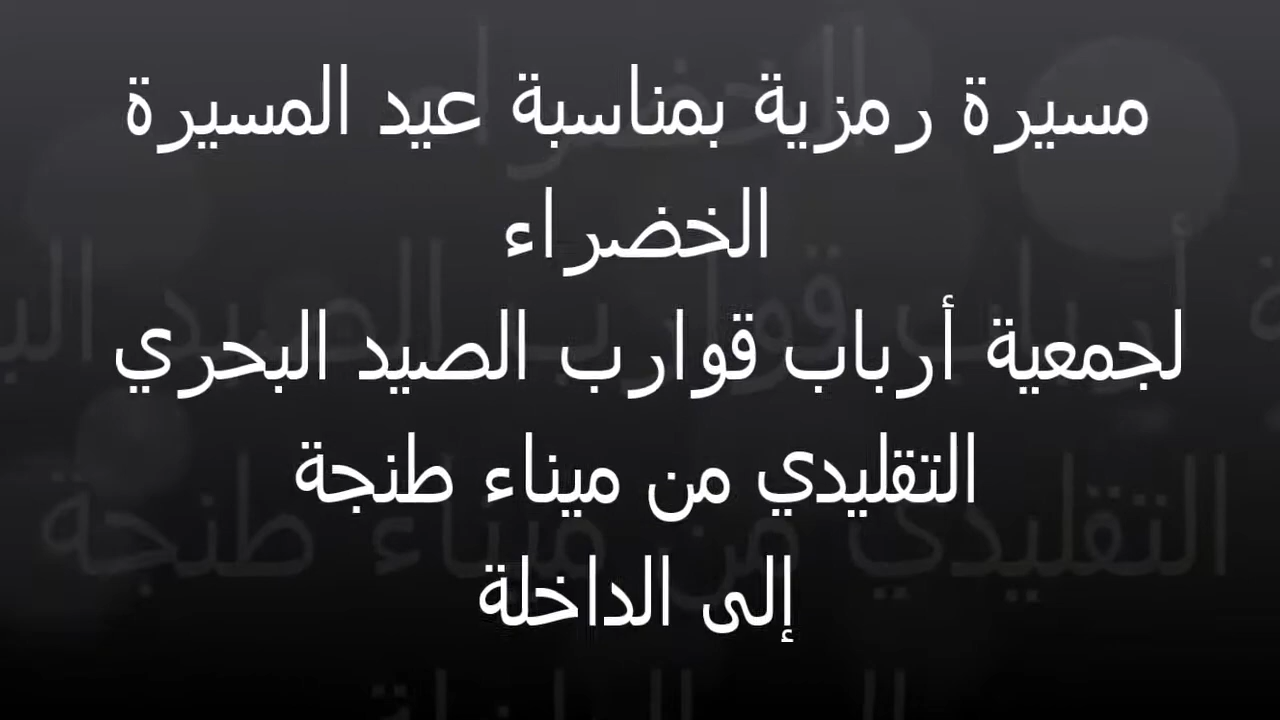 مسيرة رمزية بمناسبة عيد المسيرة
الخضراء
لجمعية أرباب قوارب الصيد البحري
التقليدي من ميناء طنجة
إلى الداخلة